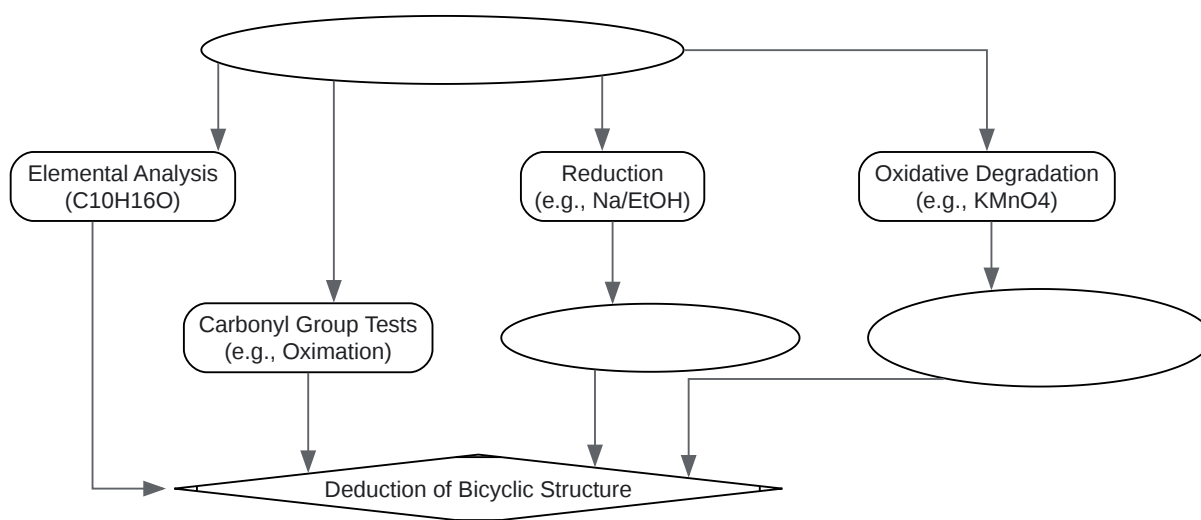 Elemental Analysis
(C10H16O)
Reduction
(e.g., Na/EtOH)
Oxidative Degradation
(e.g., KMnO4)
Carbonyl Group Tests
(e.g., Oximation)
Deduction of Bicyclic Structure